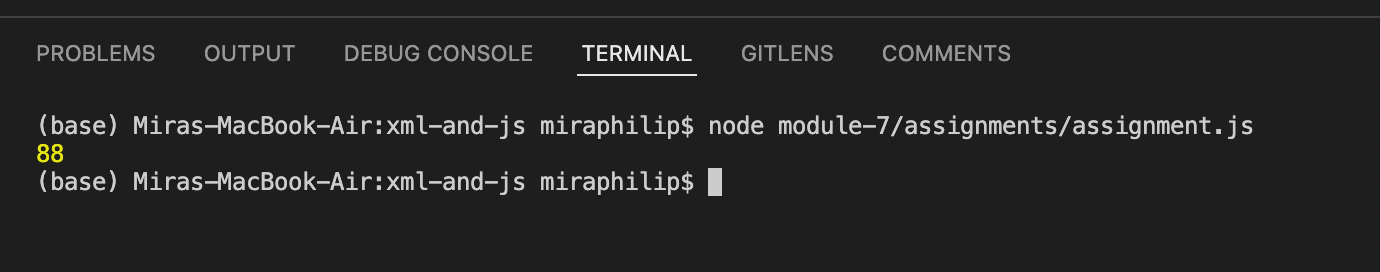 PROBLEMS OUTPUT DEBUG CONSOLE TERMINAL GITLENS COMMENTS
(base) Miras-MacBook-Air:xml-and-js miraphilip$ node module-7/assignments/assignment.js
88
(base) Miras-MacBook-Air:xml-and-js miraphilip$